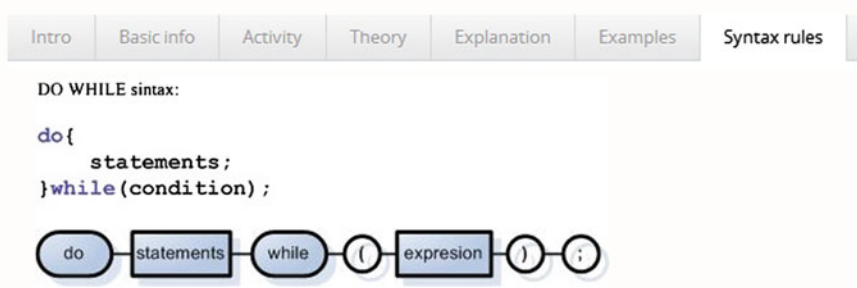 Intro Basic info Activity Theory Explanation Examples Syntax rules
DO WHILE sintax:
do{
statements;
}while(condition);
do statements while ( expresion ) ;